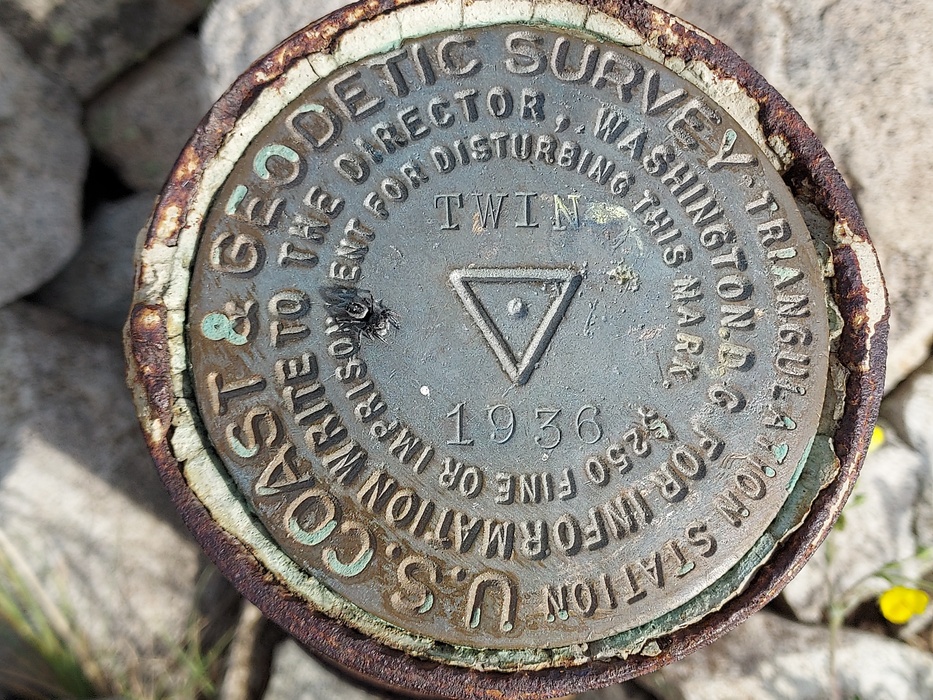 U.S. COAST & GEODETIC SURVEY
TRIANGULATION STATION
FOR INFORMATION WRITE TO THE DIRECTOR, WASHINGTON, D.C.
$250 FINE OR IMPRISONMENT FOR DISTURBING THIS MARK
TWIN
1936